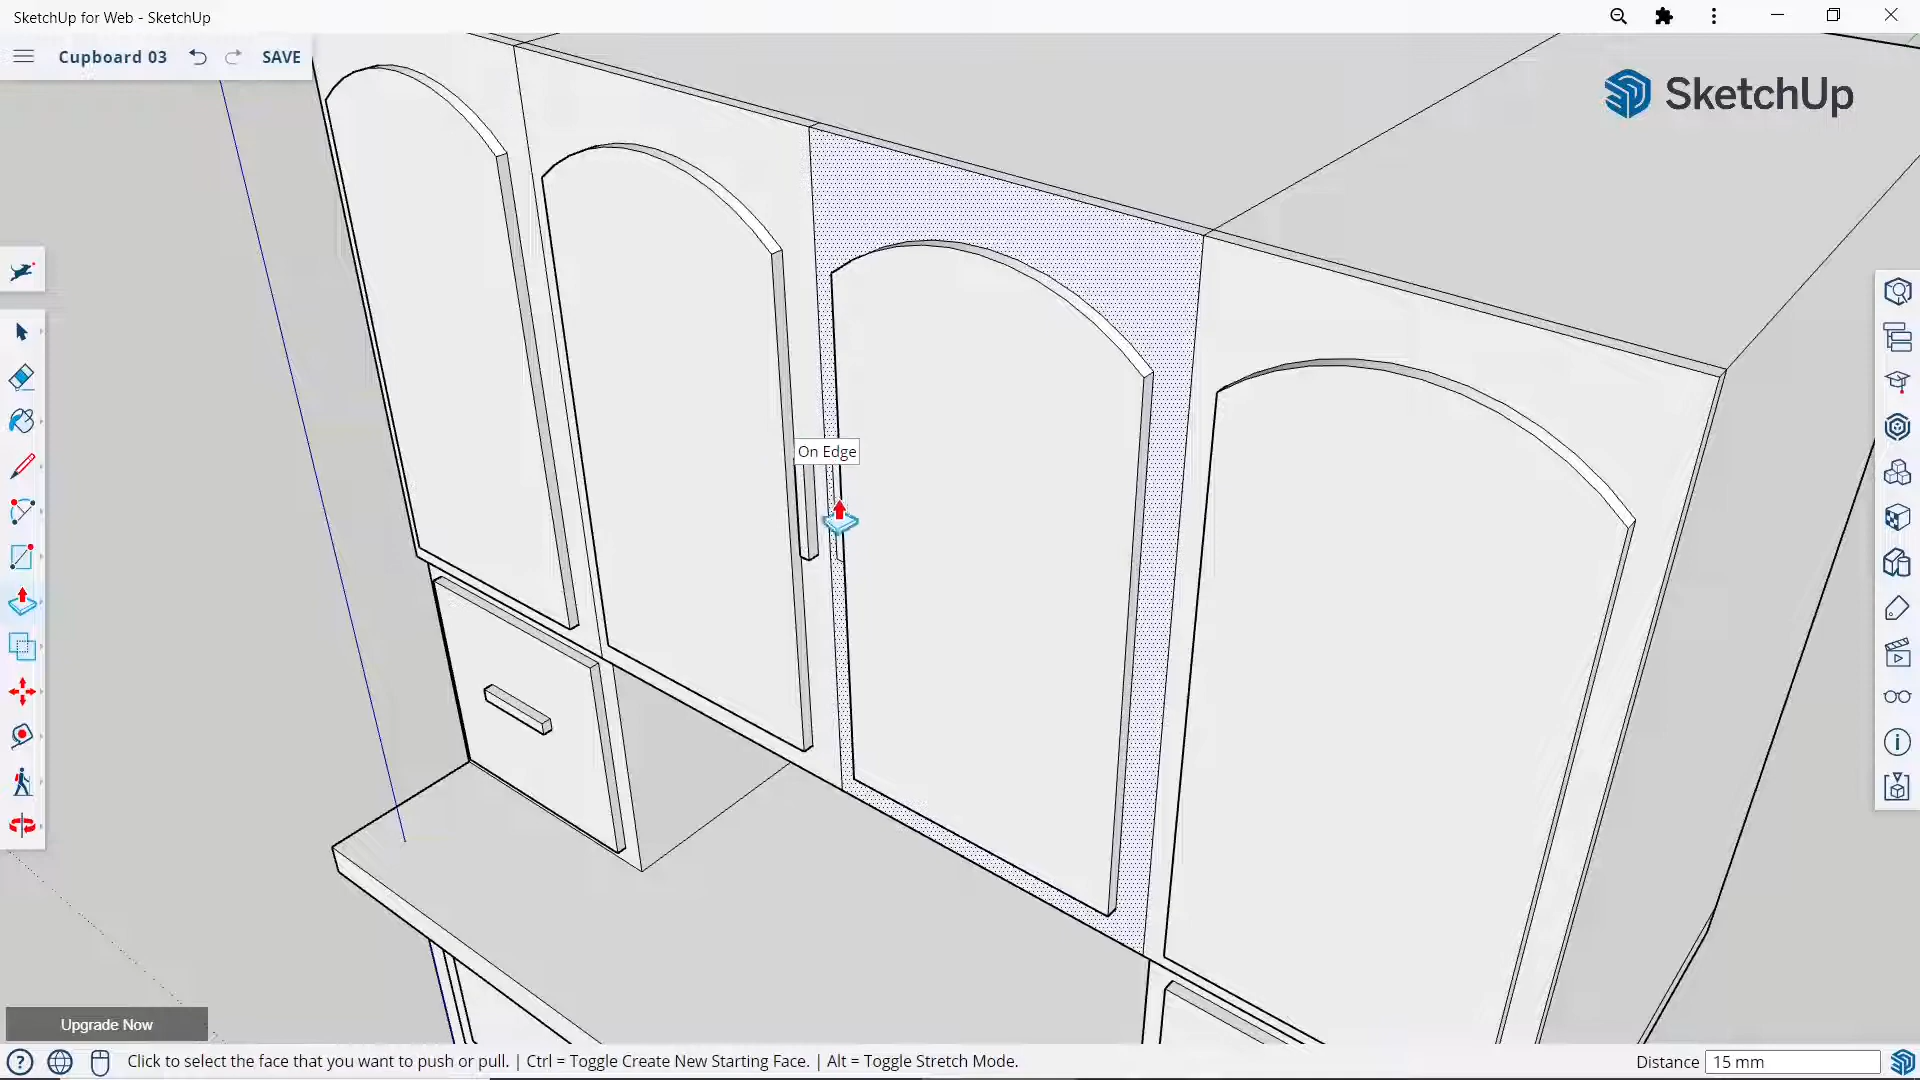 SketchUp for Web - SketchUp
Cupboard 03
SAVE
SketchUp
On Edge
Upgrade Now
Click to select the face that you want to push or pull. | Ctrl = Toggle Create New Starting Face. | Alt = Toggle Stretch Mode.
Distance
15 mm